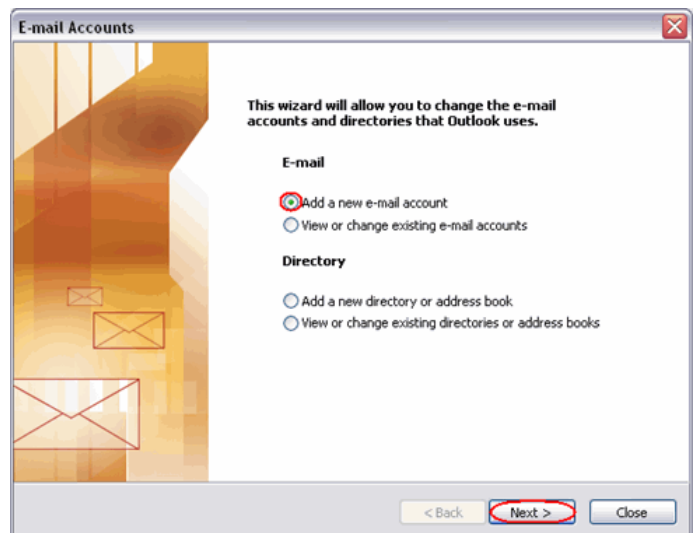 E-mail Accounts
This wizard will allow you to change the e-mail
accounts and directories that Outlook uses.
E-mail
Add a new e-mail account
View or change existing e-mail accounts
Directory
Add a new directory or address book
View or change existing directories or address books
< Back Next > Close